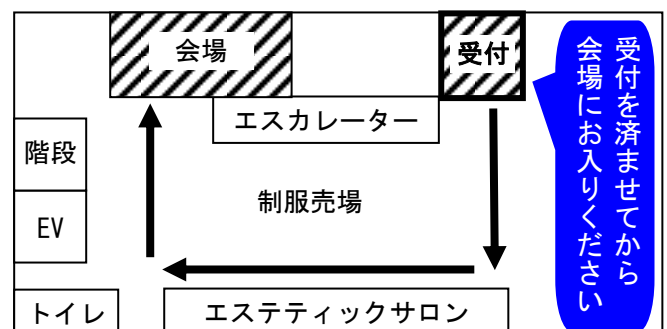 会場
受付
エスカレーター
階段
制服売場
EV
トイレ
エステティックサロン
受付を済ませてから
会場にお入りください